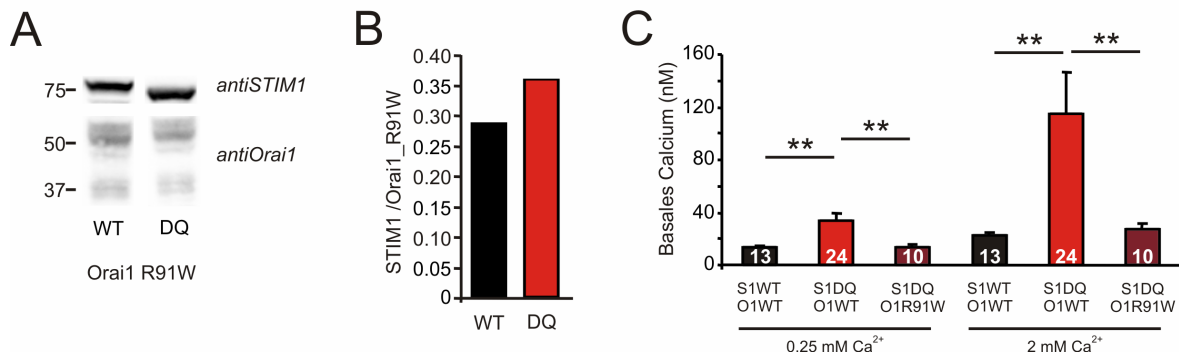 A
75
antiSTIM1
50
antiOrai1
37
WT DQ
Orai1 R91W
B
STIM1 /Orai1_R91W
0.40
0.35
0.30
0.25
0.20
0.15
0.10
0.05
0
WT DQ
C
Basales Calcium (nM)
160
120
80
40
0
** ** ** **
13 24 10 13 24 10
S1WT S1DQ S1DQ S1WT S1DQ S1DQ
O1WT O1WT O1R91W O1WT O1WT O1R91W
0.25 mM Ca²⁺ 2 mM Ca²⁺